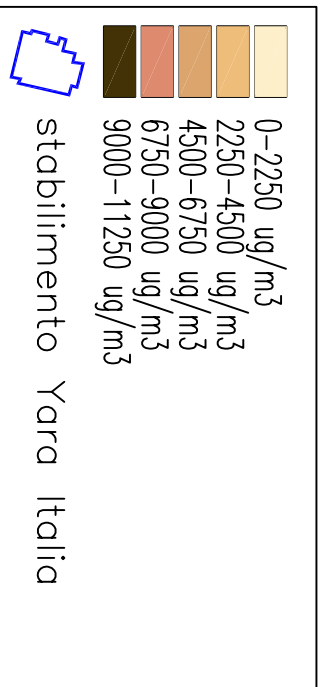 0-2250 ug/m3
2250-4500 ug/m3
4500-6750 ug/m3
6750-9000 ug/m3
9000-11250 ug/m3
stabilimento Yara Italia